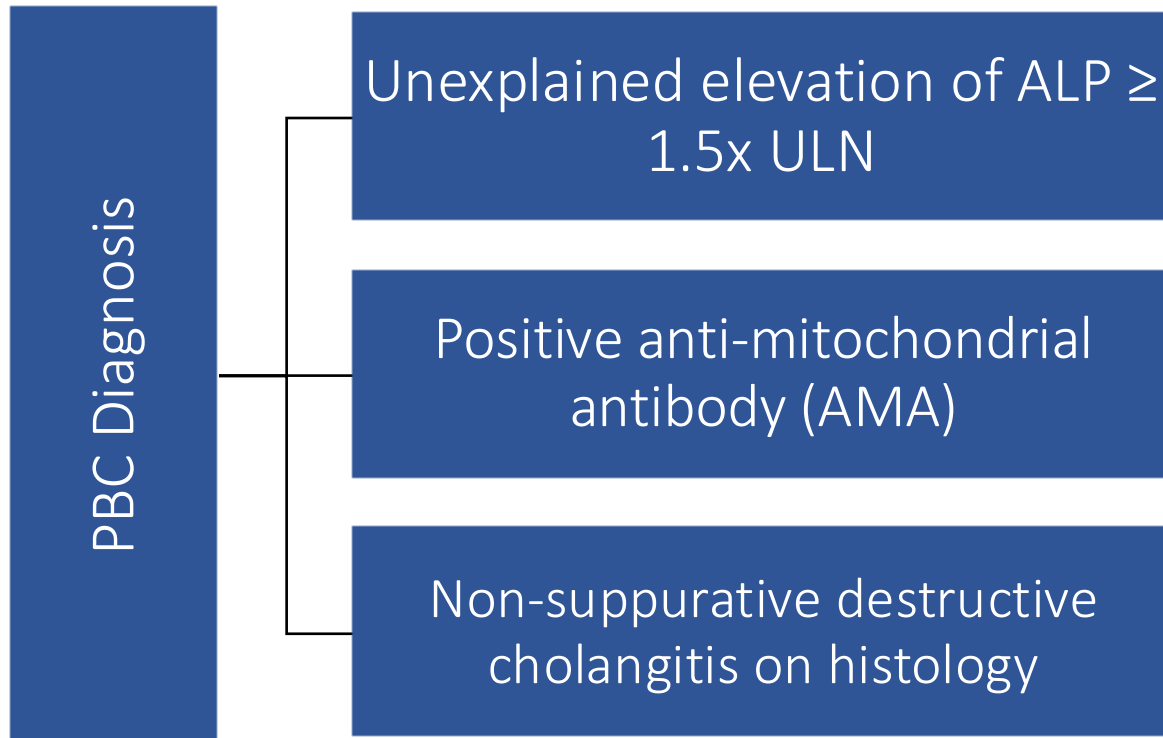 PBC Diagnosis
Unexplained elevation of ALP ≥
1.5x ULN
Positive anti-mitochondrial
antibody (AMA)
Non-suppurative destructive
cholangitis on histology